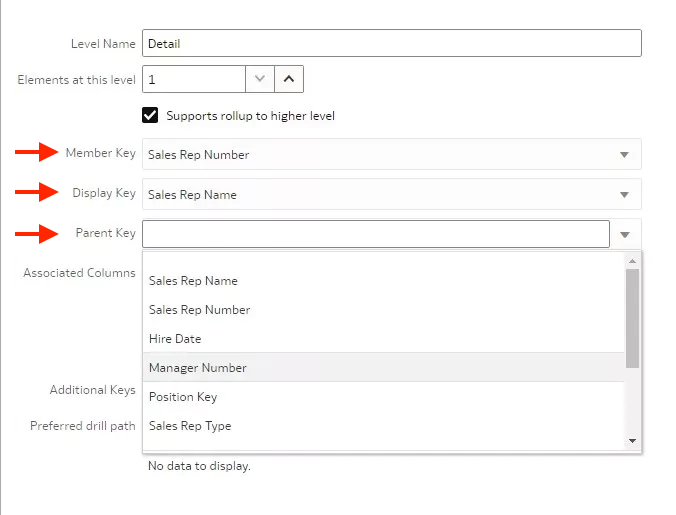 Level Name Detail
Elements at this level 1
Supports rollup to higher level
Member Key Sales Rep Number
Display Key Sales Rep Name
Parent Key
Associated Columns
Sales Rep Name
Sales Rep Number
Hire Date
Manager Number
Additional Keys
Position Key
Preferred drill path
Sales Rep Type
No data to display.